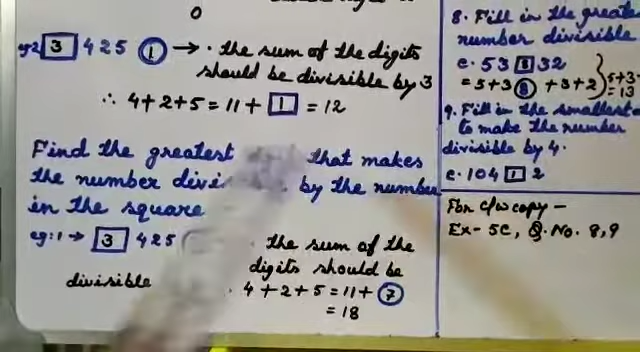 0
eg2 3 425 1 → . the sum of the digits
should be divisible by 3
∴ 4+2+5 = 11 + 1 = 12
Find the greatest that makes
the number by the number
in the square
eg:1 → 3 425 the sum of the
divisible digits should be
4+2+5 = 11+ 7
= 18
8. Fill in the
number divisible
c. 53 8 32
= 5+3 8 +3+2
= 13
9. Fill in the smallest
to make the number
divisible by 4.
c. 104 1 2
For c/w copy –
Ex – 5C, Q. No. 8,9